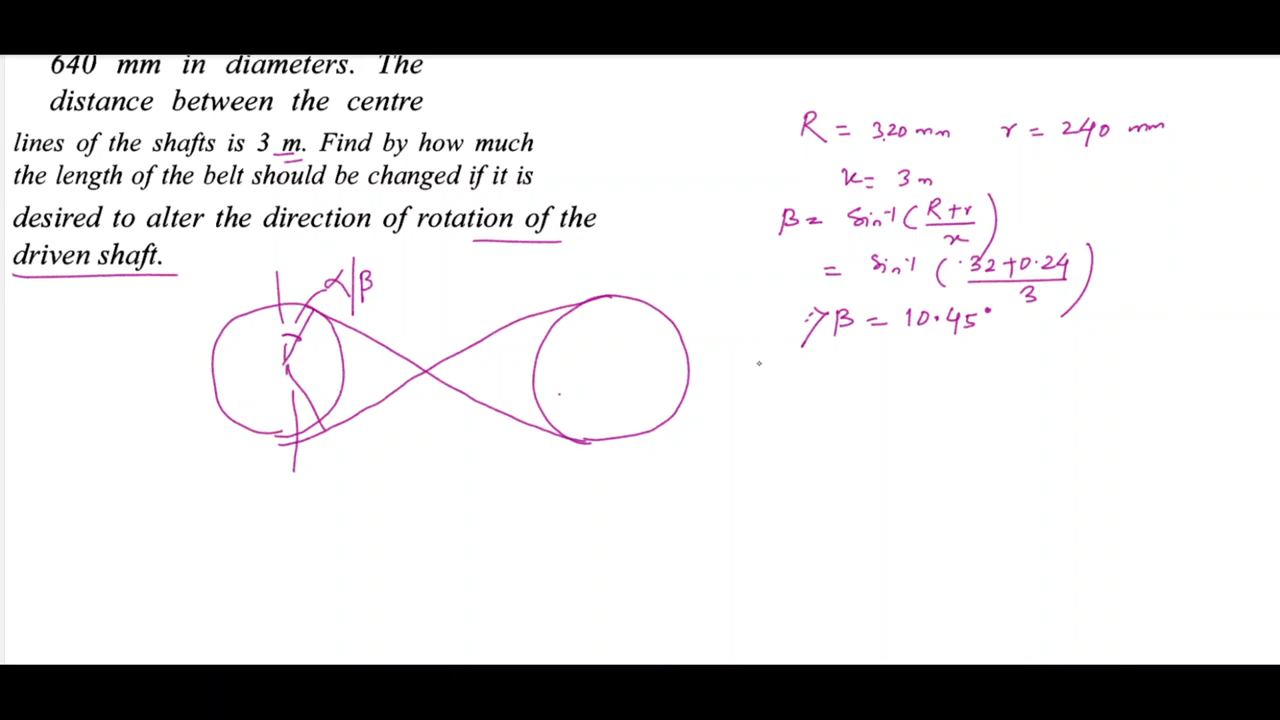 640 mm in diameters. The
distance between the centre
lines of the shafts is 3 m. Find by how much
the length of the belt should be changed if it is
desired to alter the direction of rotation of the
driven shaft.
α/β
R = 320 mm r = 240 mm
x = 3 m
β = Sin⁻¹ (R+r/x)
= Sin⁻¹ (.32+0.24/3)
⇒ β = 10.45°